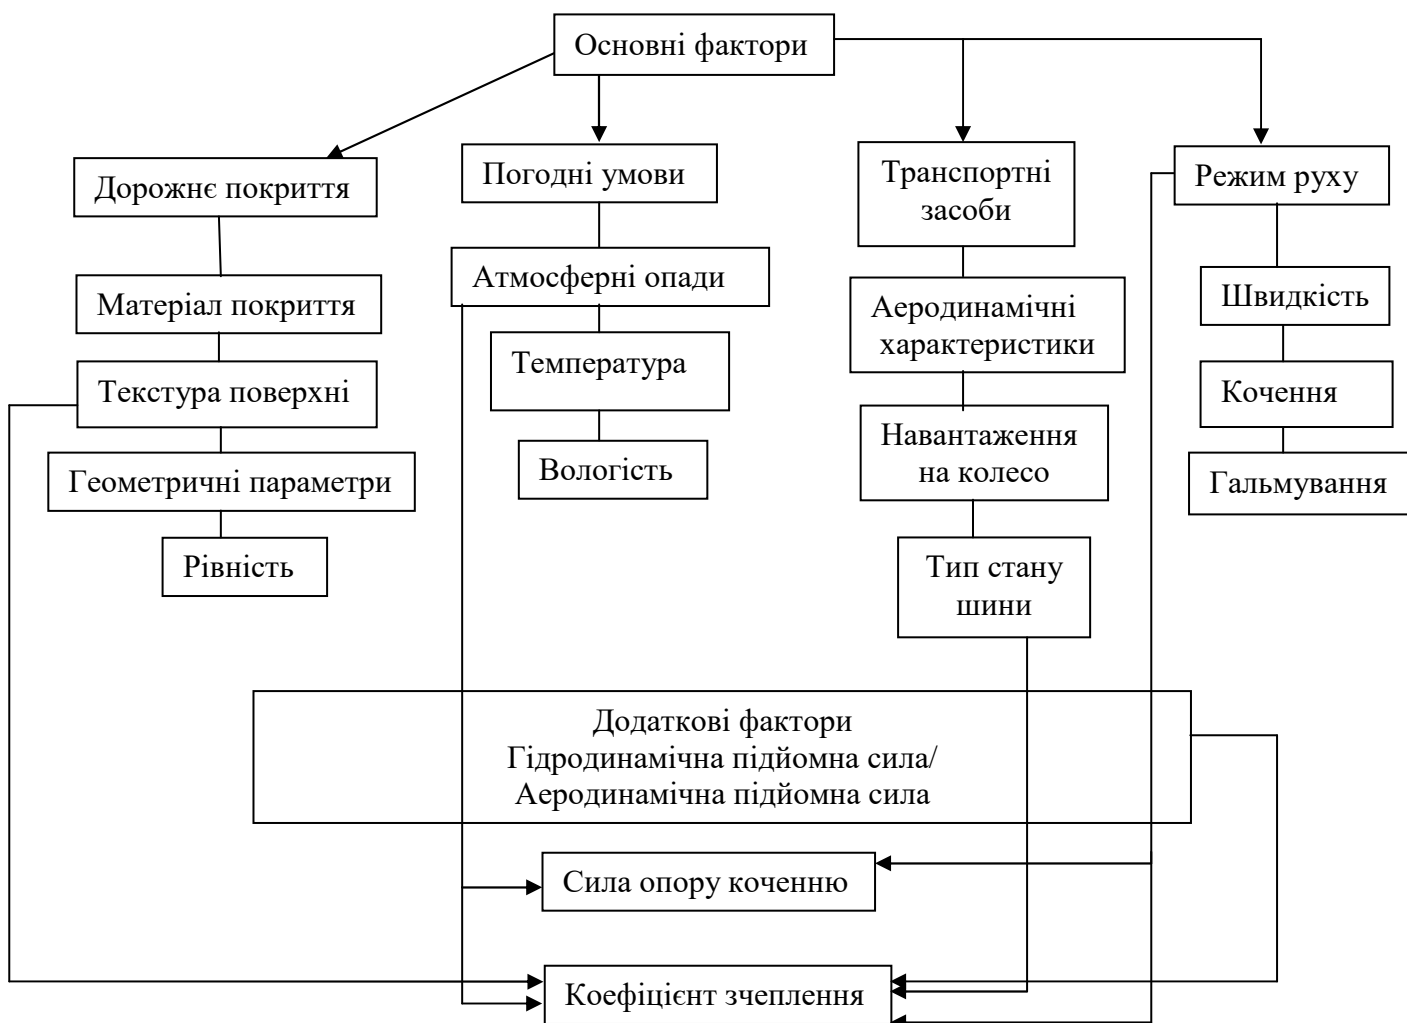 Основні фактори
Дорожнє покриття
Матеріал покриття
Текстура поверхні
Геометричні параметри
Рівність
Погодні умови
Атмосферні опади
Температура
Вологість
Транспортні
засоби
Аеродинамічні
характеристики
Навантаження
на колесо
Тип стану
шини
Режим руху
Швидкість
Кочення
Гальмування
Додаткові фактори
Гідродинамічна підйомна сила/
Аеродинамічна підйомна сила
Сила опору коченню
Коефіцієнт зчеплення